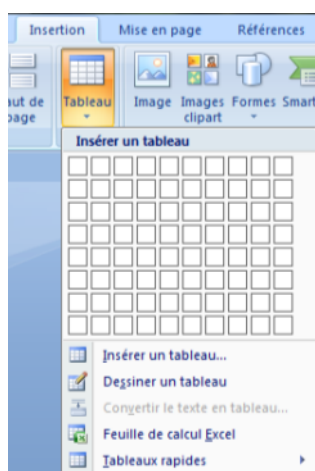 Insertion Mise en page Références
aut de page Tableau Image Images clipart Formes Smart
Insérer un tableau
Insérer un tableau...
Dessiner un tableau
Convertir le texte en tableau...
Feuille de calcul Excel
Tableaux rapides